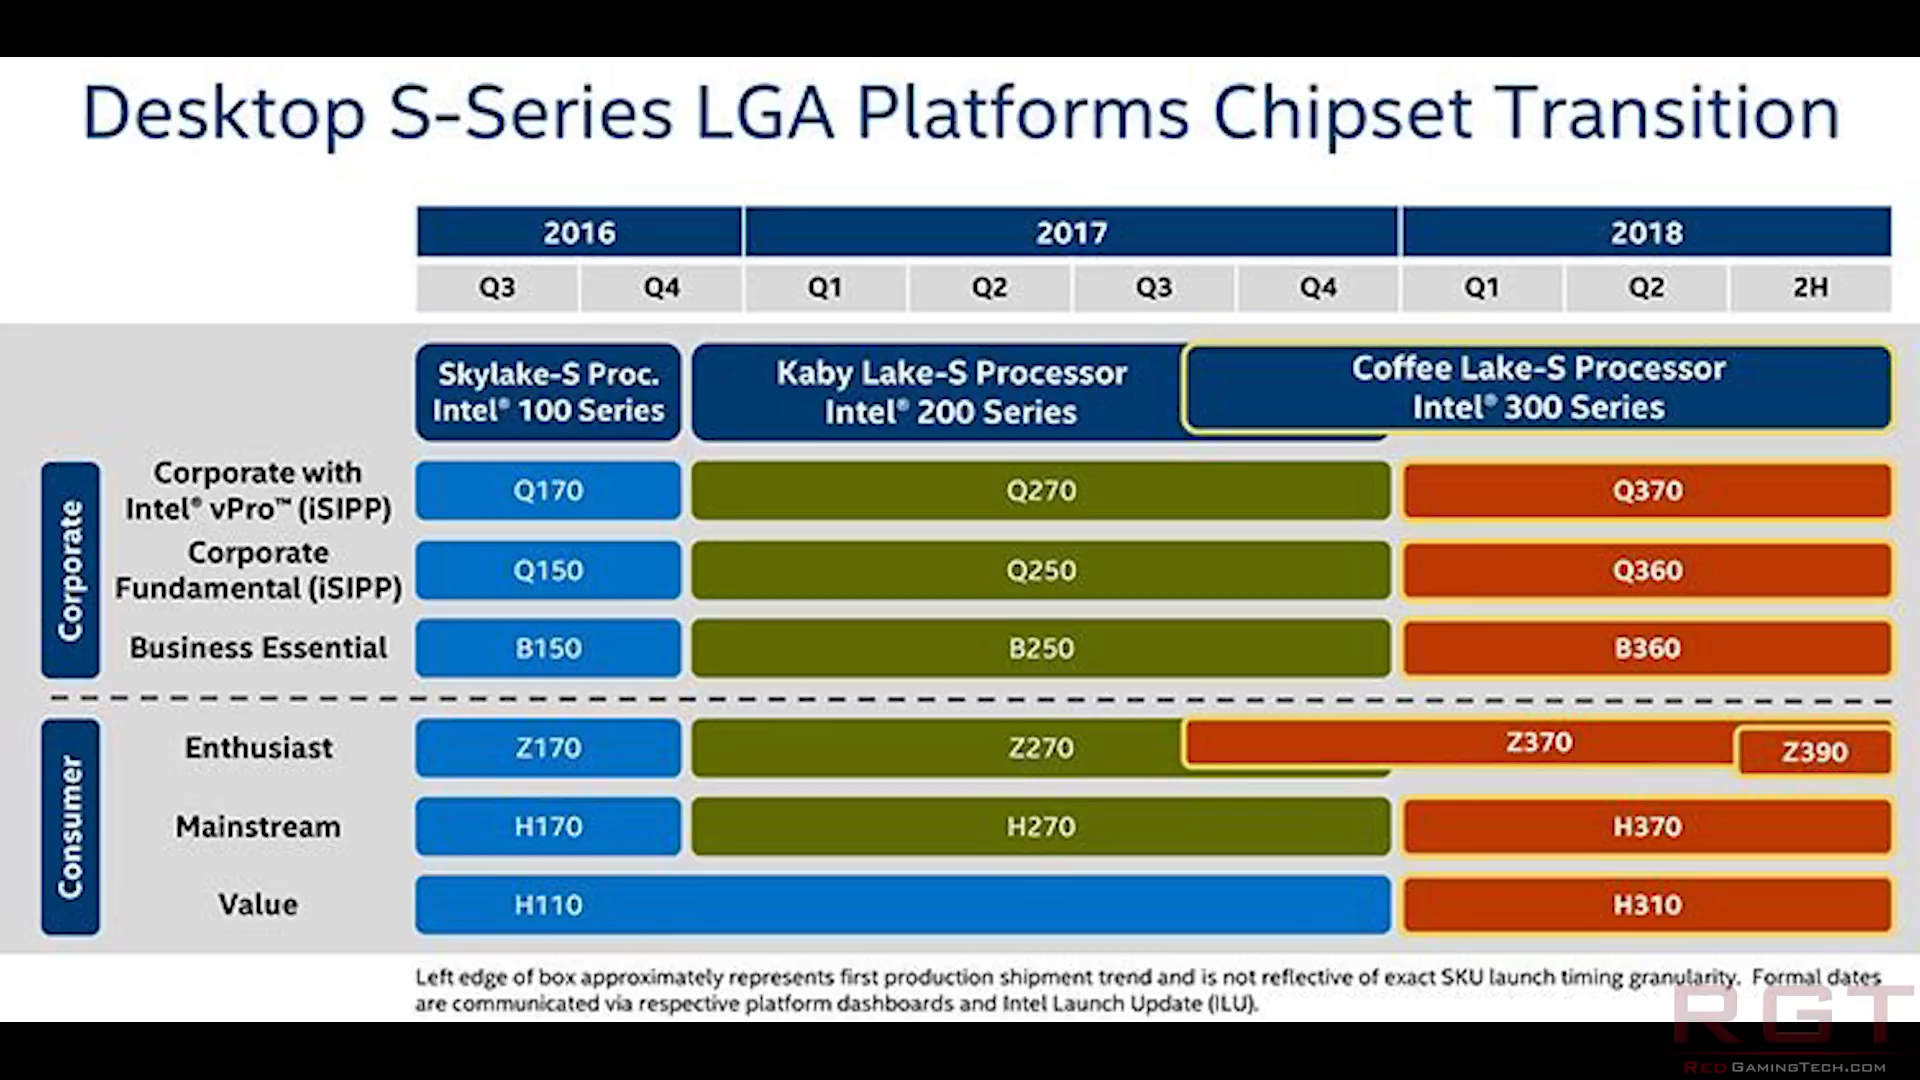 Desktop S-Series LGA Platforms Chipset Transition
2016 2017 2018
Q3 Q4 Q1 Q2 Q3 Q4 Q1 Q2 2H
Skylake-S Proc.
Intel® 100 Series
Kaby Lake-S Processor
Intel® 200 Series
Coffee Lake-S Processor
Intel® 300 Series
Corporate
Corporate with
Intel® vPro™ (iSIPP)
Q170 Q270 Q370
Corporate
Fundamental (iSIPP)
Q150 Q250 Q360
Business Essential B150 B250 B360
Consumer
Enthusiast Z170 Z270 Z370 Z390
Mainstream H170 H270 H370
Value H110 H310
Left edge of box approximately represents first production shipment trend and is not reflective of exact SKU launch timing granularity.  Formal dates
are communicated via respective platform dashboards and Intel Launch Update (ILU).
RGT
REDGAMINGTECH.COM